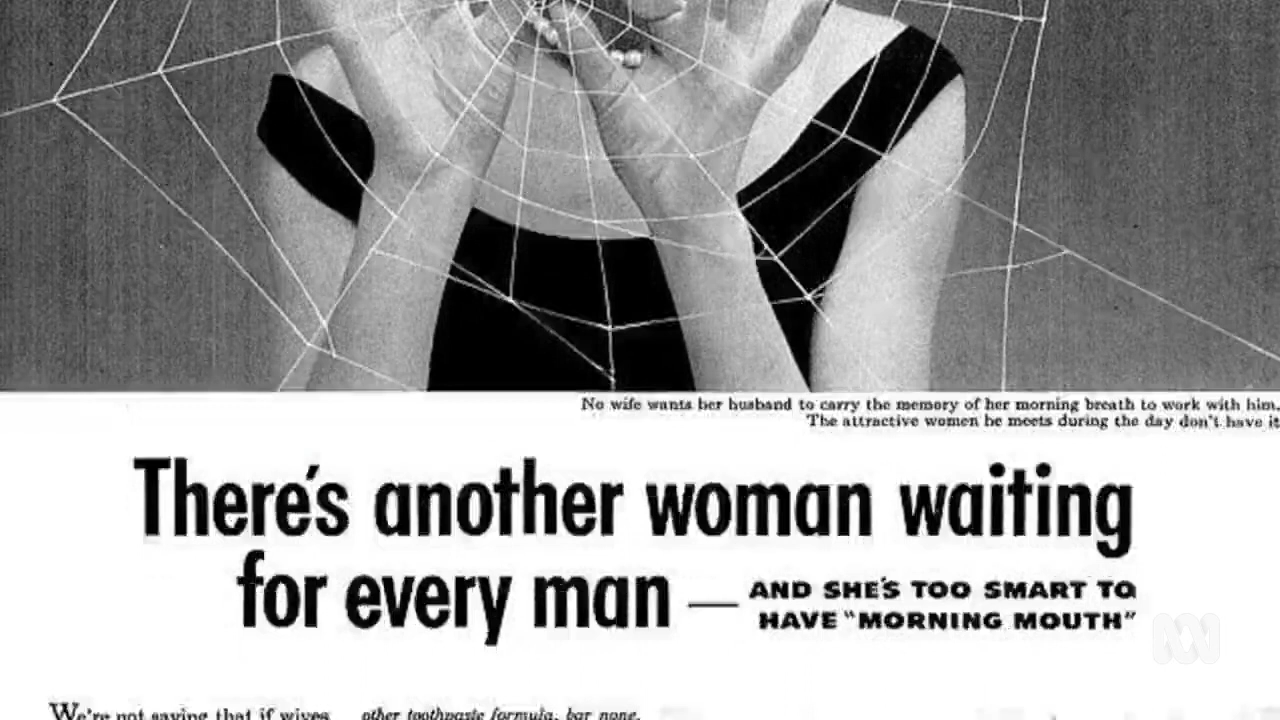 No wife wants her husband to carry the memory of her morning breath to work with him.
The attractive women he meets during the day don't have it
There's another woman waiting
for every man — AND SHE'S TOO SMART TO
HAVE "MORNING MOUTH"
We're not saying that if wives
other toothpaste formula, bar none.